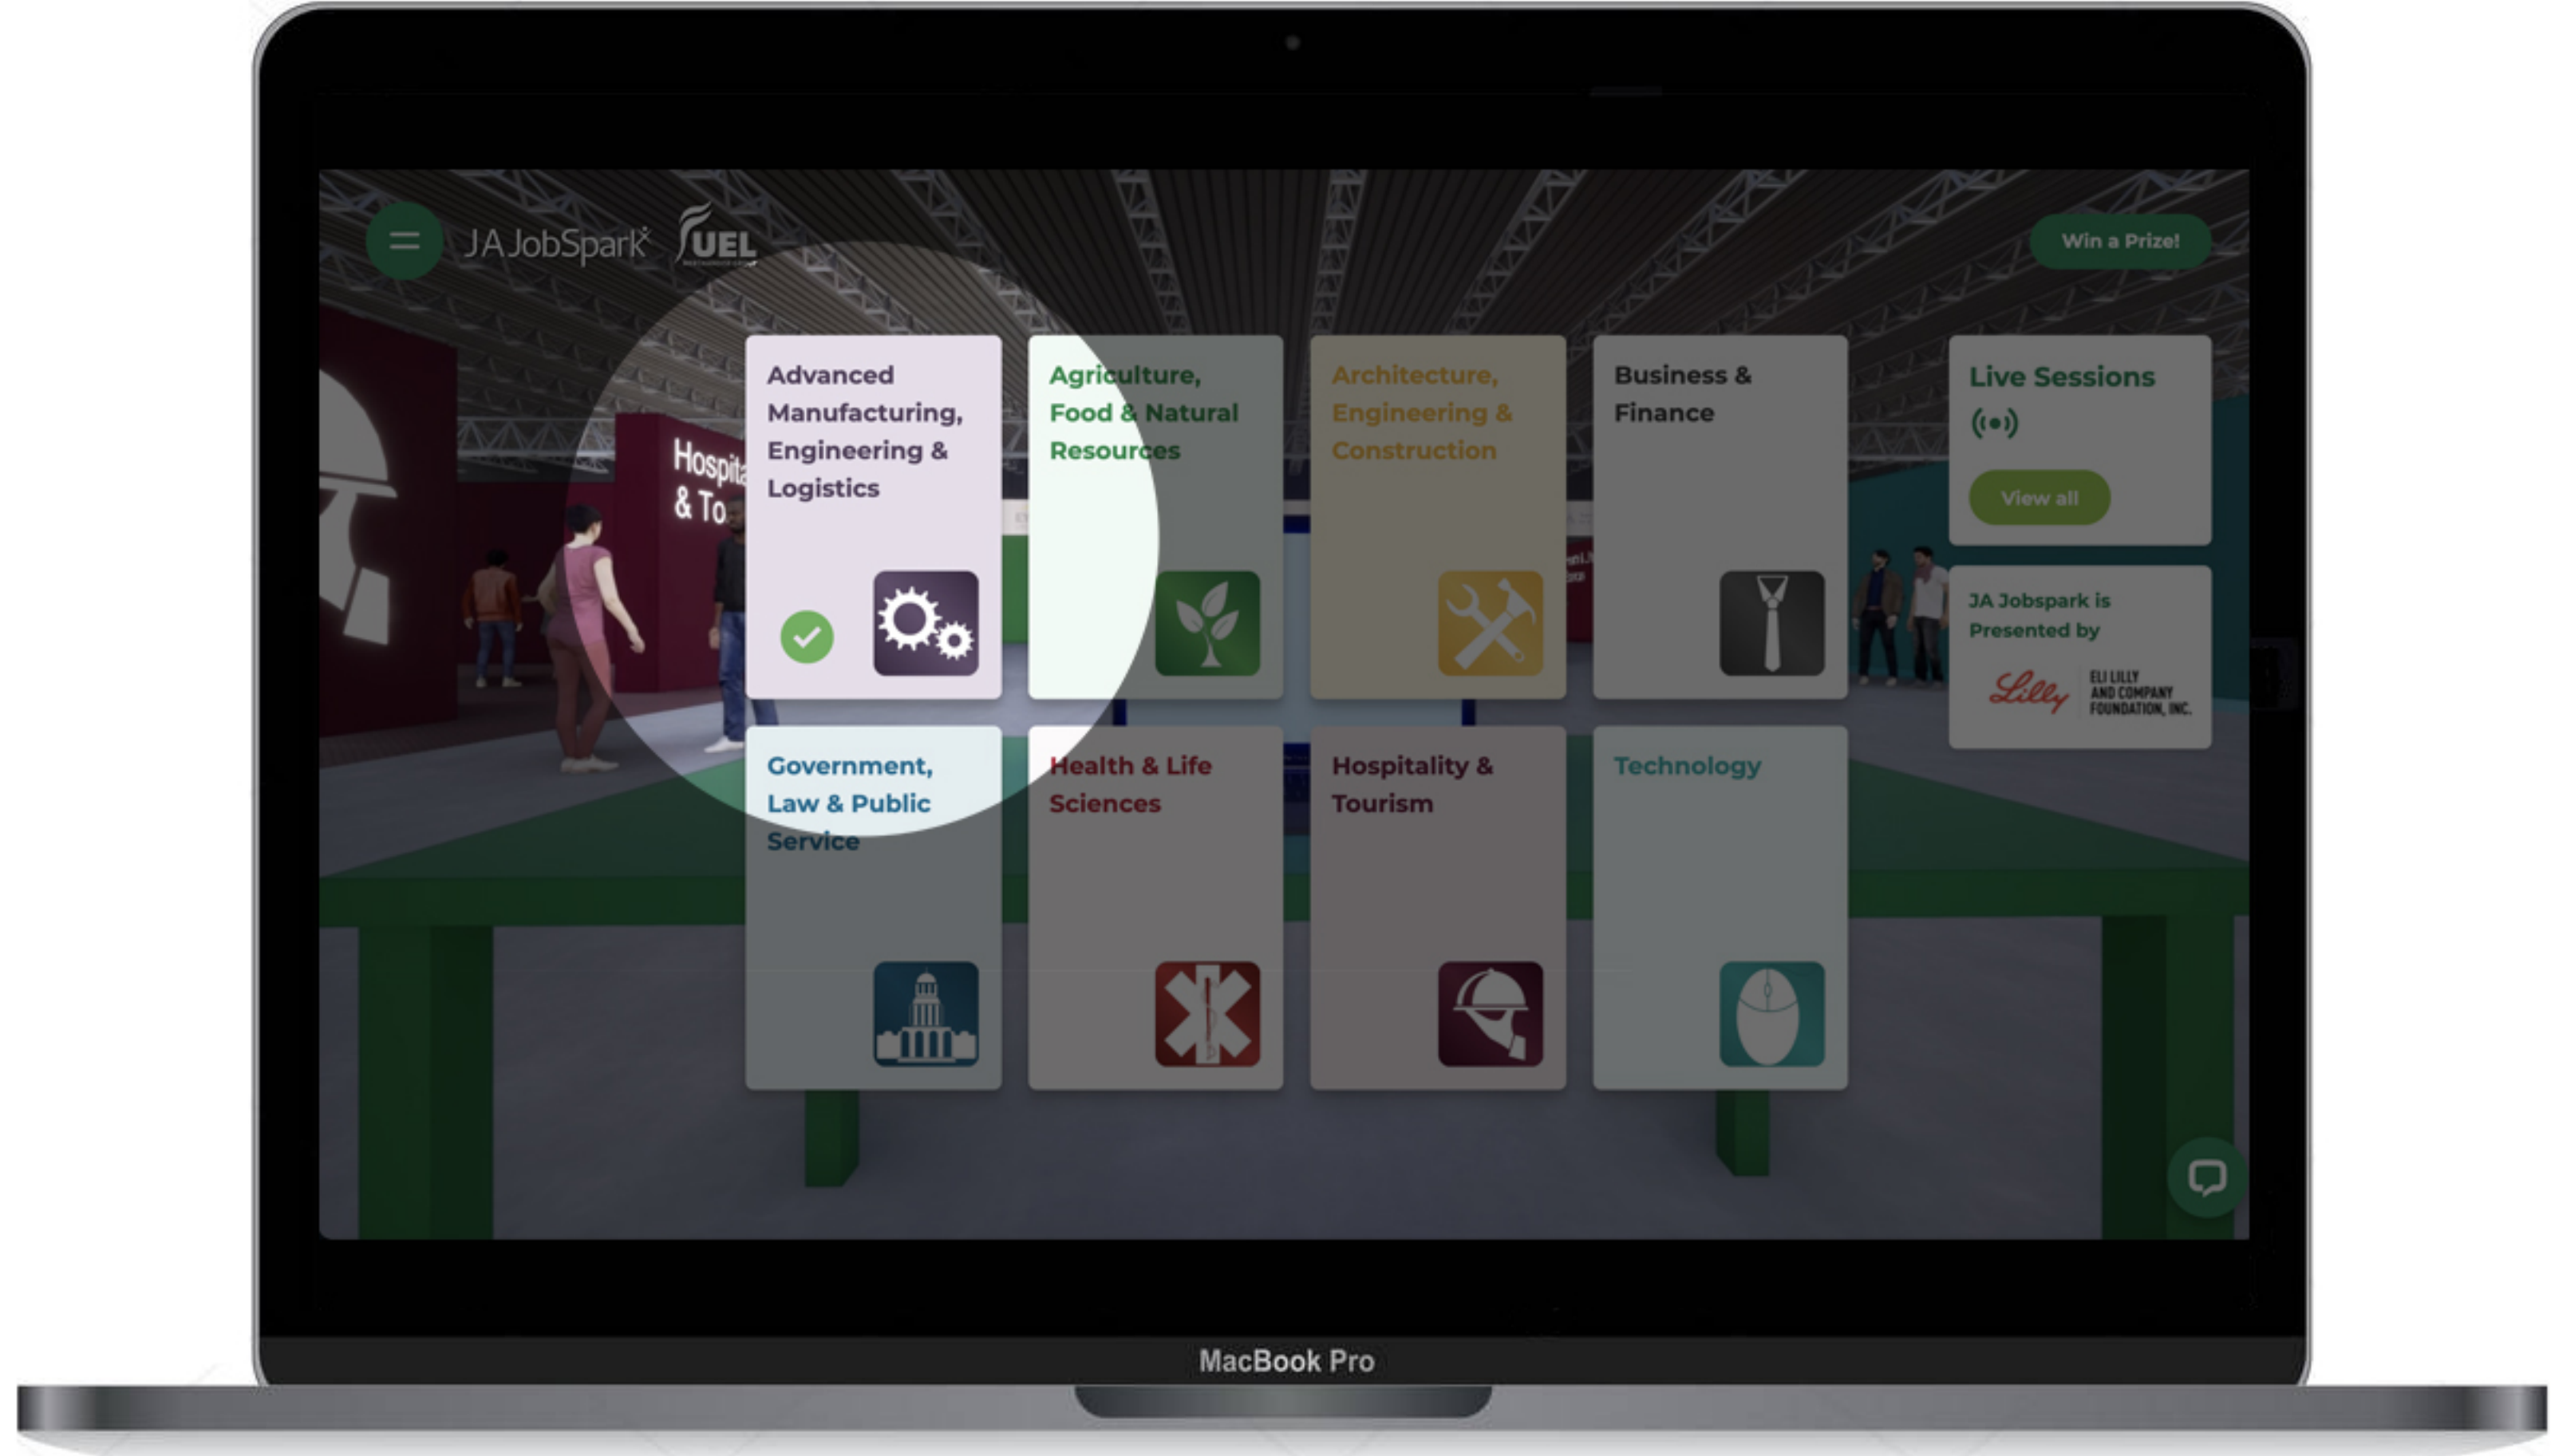 JA JobSpark
FUEL
Win a Prize!
Hospita
& To
Advanced
Manufacturing,
Engineering &
Logistics
Agriculture,
Food & Natural
Resources
Architecture,
Engineering &
Construction
Business &
Finance
Live Sessions
View all
JA Jobspark is
Presented by
Lilly
ELI LILLY
AND COMPANY
FOUNDATION, INC.
Government,
Law & Public
Service
Health & Life
Sciences
Hospitality &
Tourism
Technology
MacBook Pro